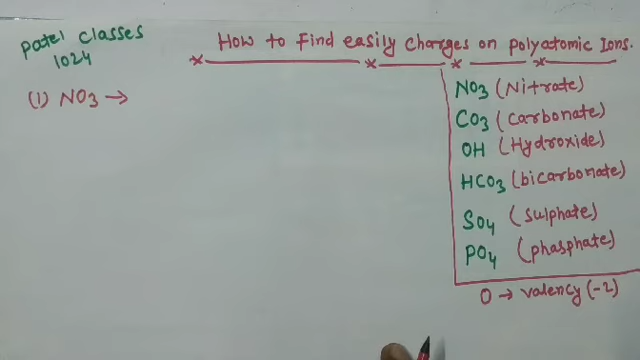 Patel Classes
1024
How to Find easily Charges on polyatomic Ions.
(1) NO3 →
NO3 (Nitrate)
CO3 (Carbonate)
OH (Hydroxide)
HCO3 (bicarbonate)
SO4 (Sulphate)
PO4 (phasphate)
O → valency (-2)